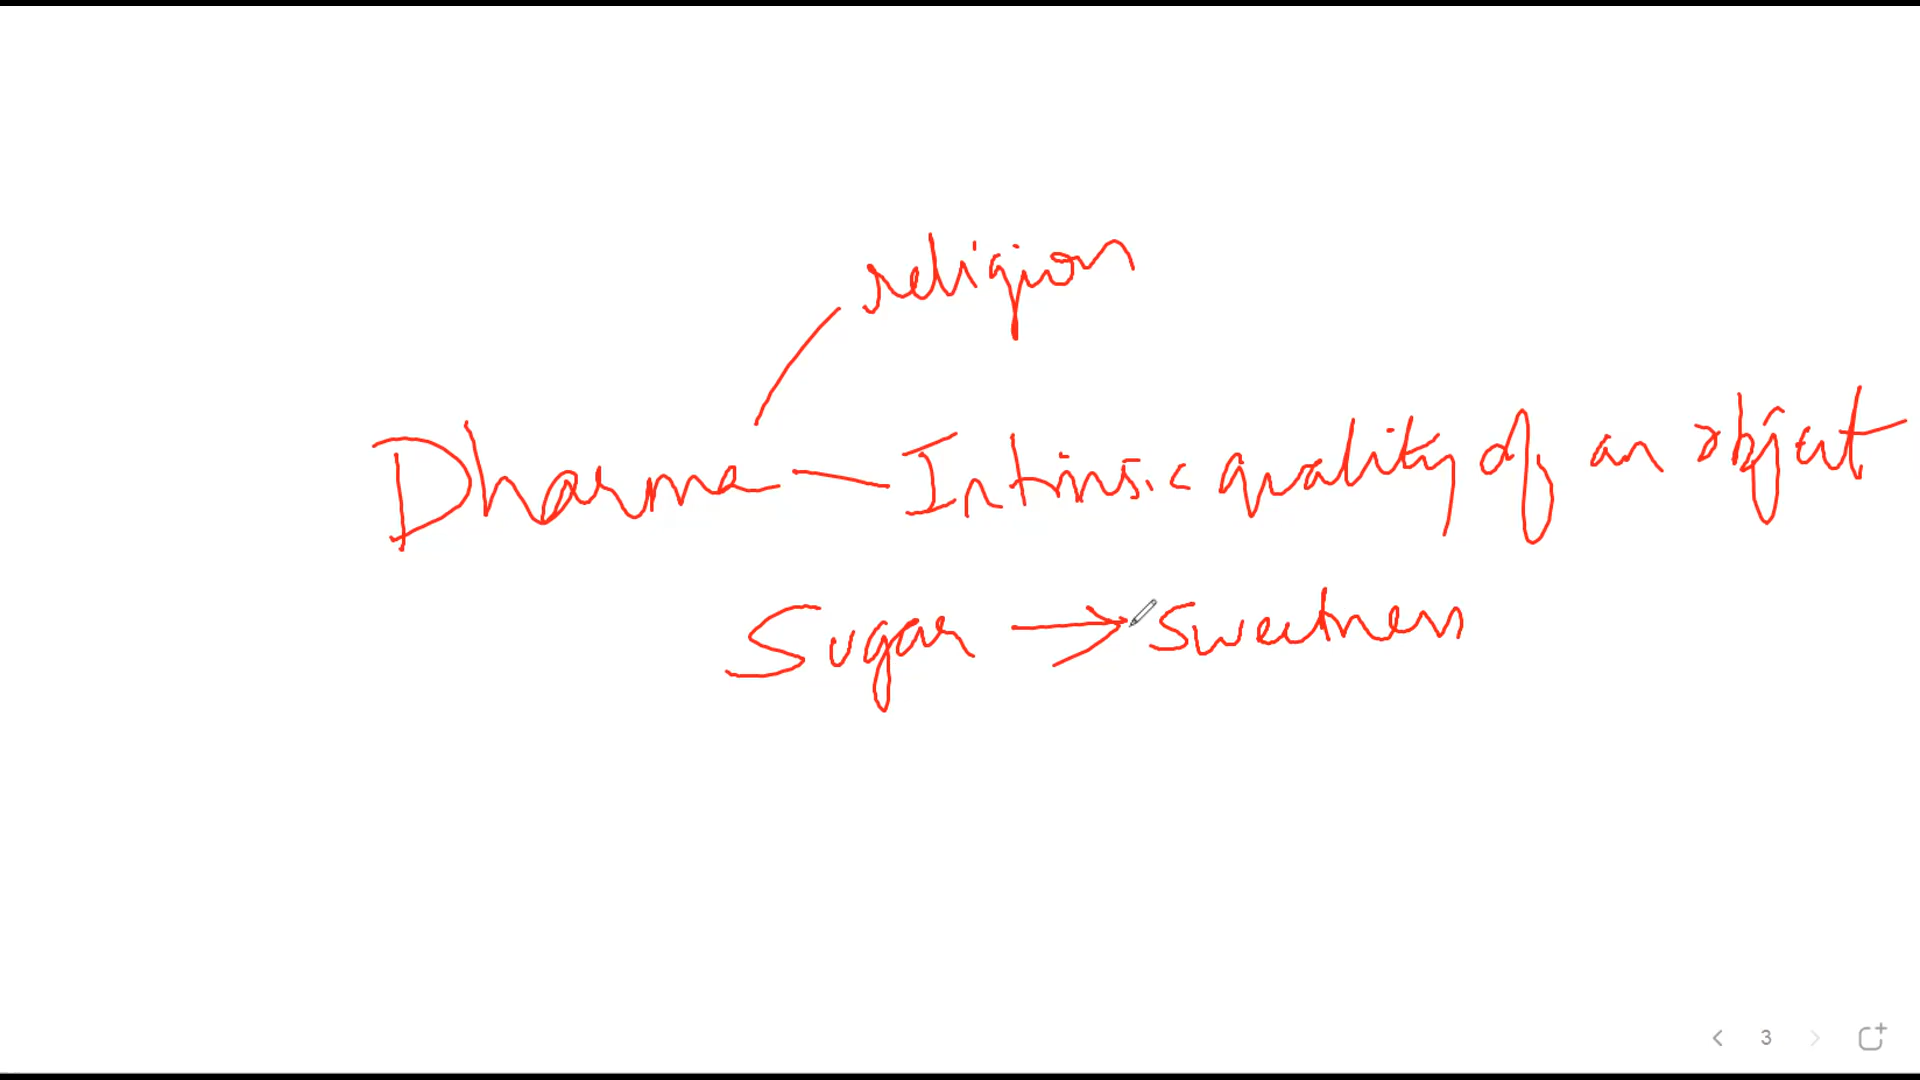 religion
Dharma — Intrinsic quality of an object
Sugar → Sweetness
3